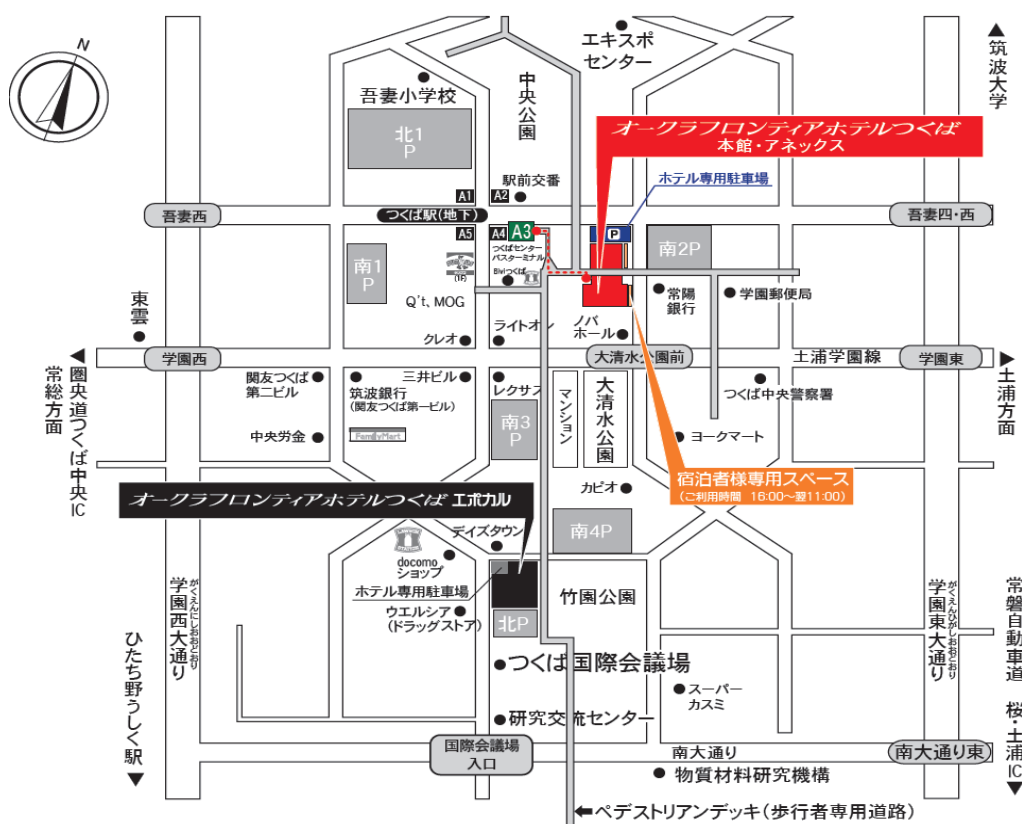 N
エキスポ
センター
▲筑波大学
中央公園
吾妻小学校
北1
P
オークラフロンティアホテルつくば
本館・アネックス
駅前交番
ホテル専用駐車場
A1
A2
吾妻西
つくば駅(地下)
吾妻四・西
A5
A4
A3
P
南1
P
つくばセンター
バスターミナル
Biviつくば
(1F)
南2P
Q't、MOG
常陽
銀行
学園郵便局
東雲
クレオ
ライトオン
ノバ
ホール
学園西
大清水公園前
土浦学園線
学園東
◀圏央道つくば中央IC
常総方面
▶土浦方面
関友つくば
第二ビル
筑波銀行
(関友つくば第一ビル)
三井ビル
レクサス
マンション
大清水公園
つくば中央警察署
南3
P
中央労金
FamilyMart
ヨークマート
宿泊者様専用スペース
(ご利用時間 16:00～翌11:00)
カピオ
オークラフロンティアホテルつくば エポカル
南4P
デイズタウン
docomo
ショップ
ホテル専用駐車場
ウエルシア
(ドラッグストア)
北P
竹園公園
学園西大通り
がくえんにしおおどおり
学園東大通り
がくえんひがしおおどおり
常磐自動車道 桜・土浦IC▼
ひたち野うしく駅▼
つくば国際会議場
スーパー
カスミ
研究交流センター
国際会議場
入口
南大通り
南大通り東
物質材料研究機構
←ペデストリアンデッキ(歩行者専用道路)